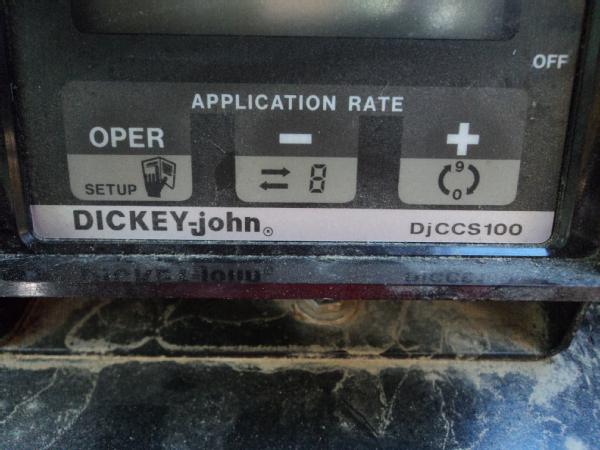 OFF
APPLICATION RATE
OPER - +
SETUP 8 9 0
DICKEY-john® DjCCS100